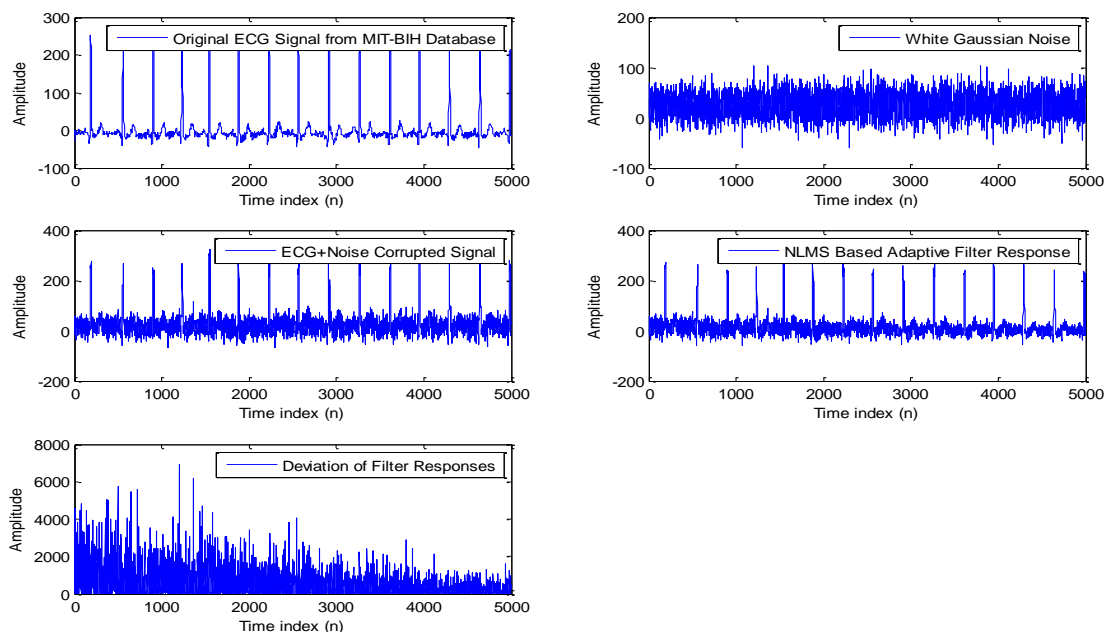 300
200
100
0
-100
Amplitude
Original ECG Signal from MIT-BIH Database
0 1000 2000 3000 4000 5000
Time index (n)
200
100
0
-100
Amplitude
White Gaussian Noise
0 1000 2000 3000 4000 5000
Time index (n)
400
200
0
-200
Amplitude
ECG+Noise Corrupted Signal
0 1000 2000 3000 4000 5000
Time index (n)
400
200
0
-200
Amplitude
NLMS Based Adaptive Filter Response
0 1000 2000 3000 4000 5000
Time index (n)
8000
6000
4000
2000
0
Amplitude
Deviation of Filter Responses
0 1000 2000 3000 4000 5000
Time index (n)